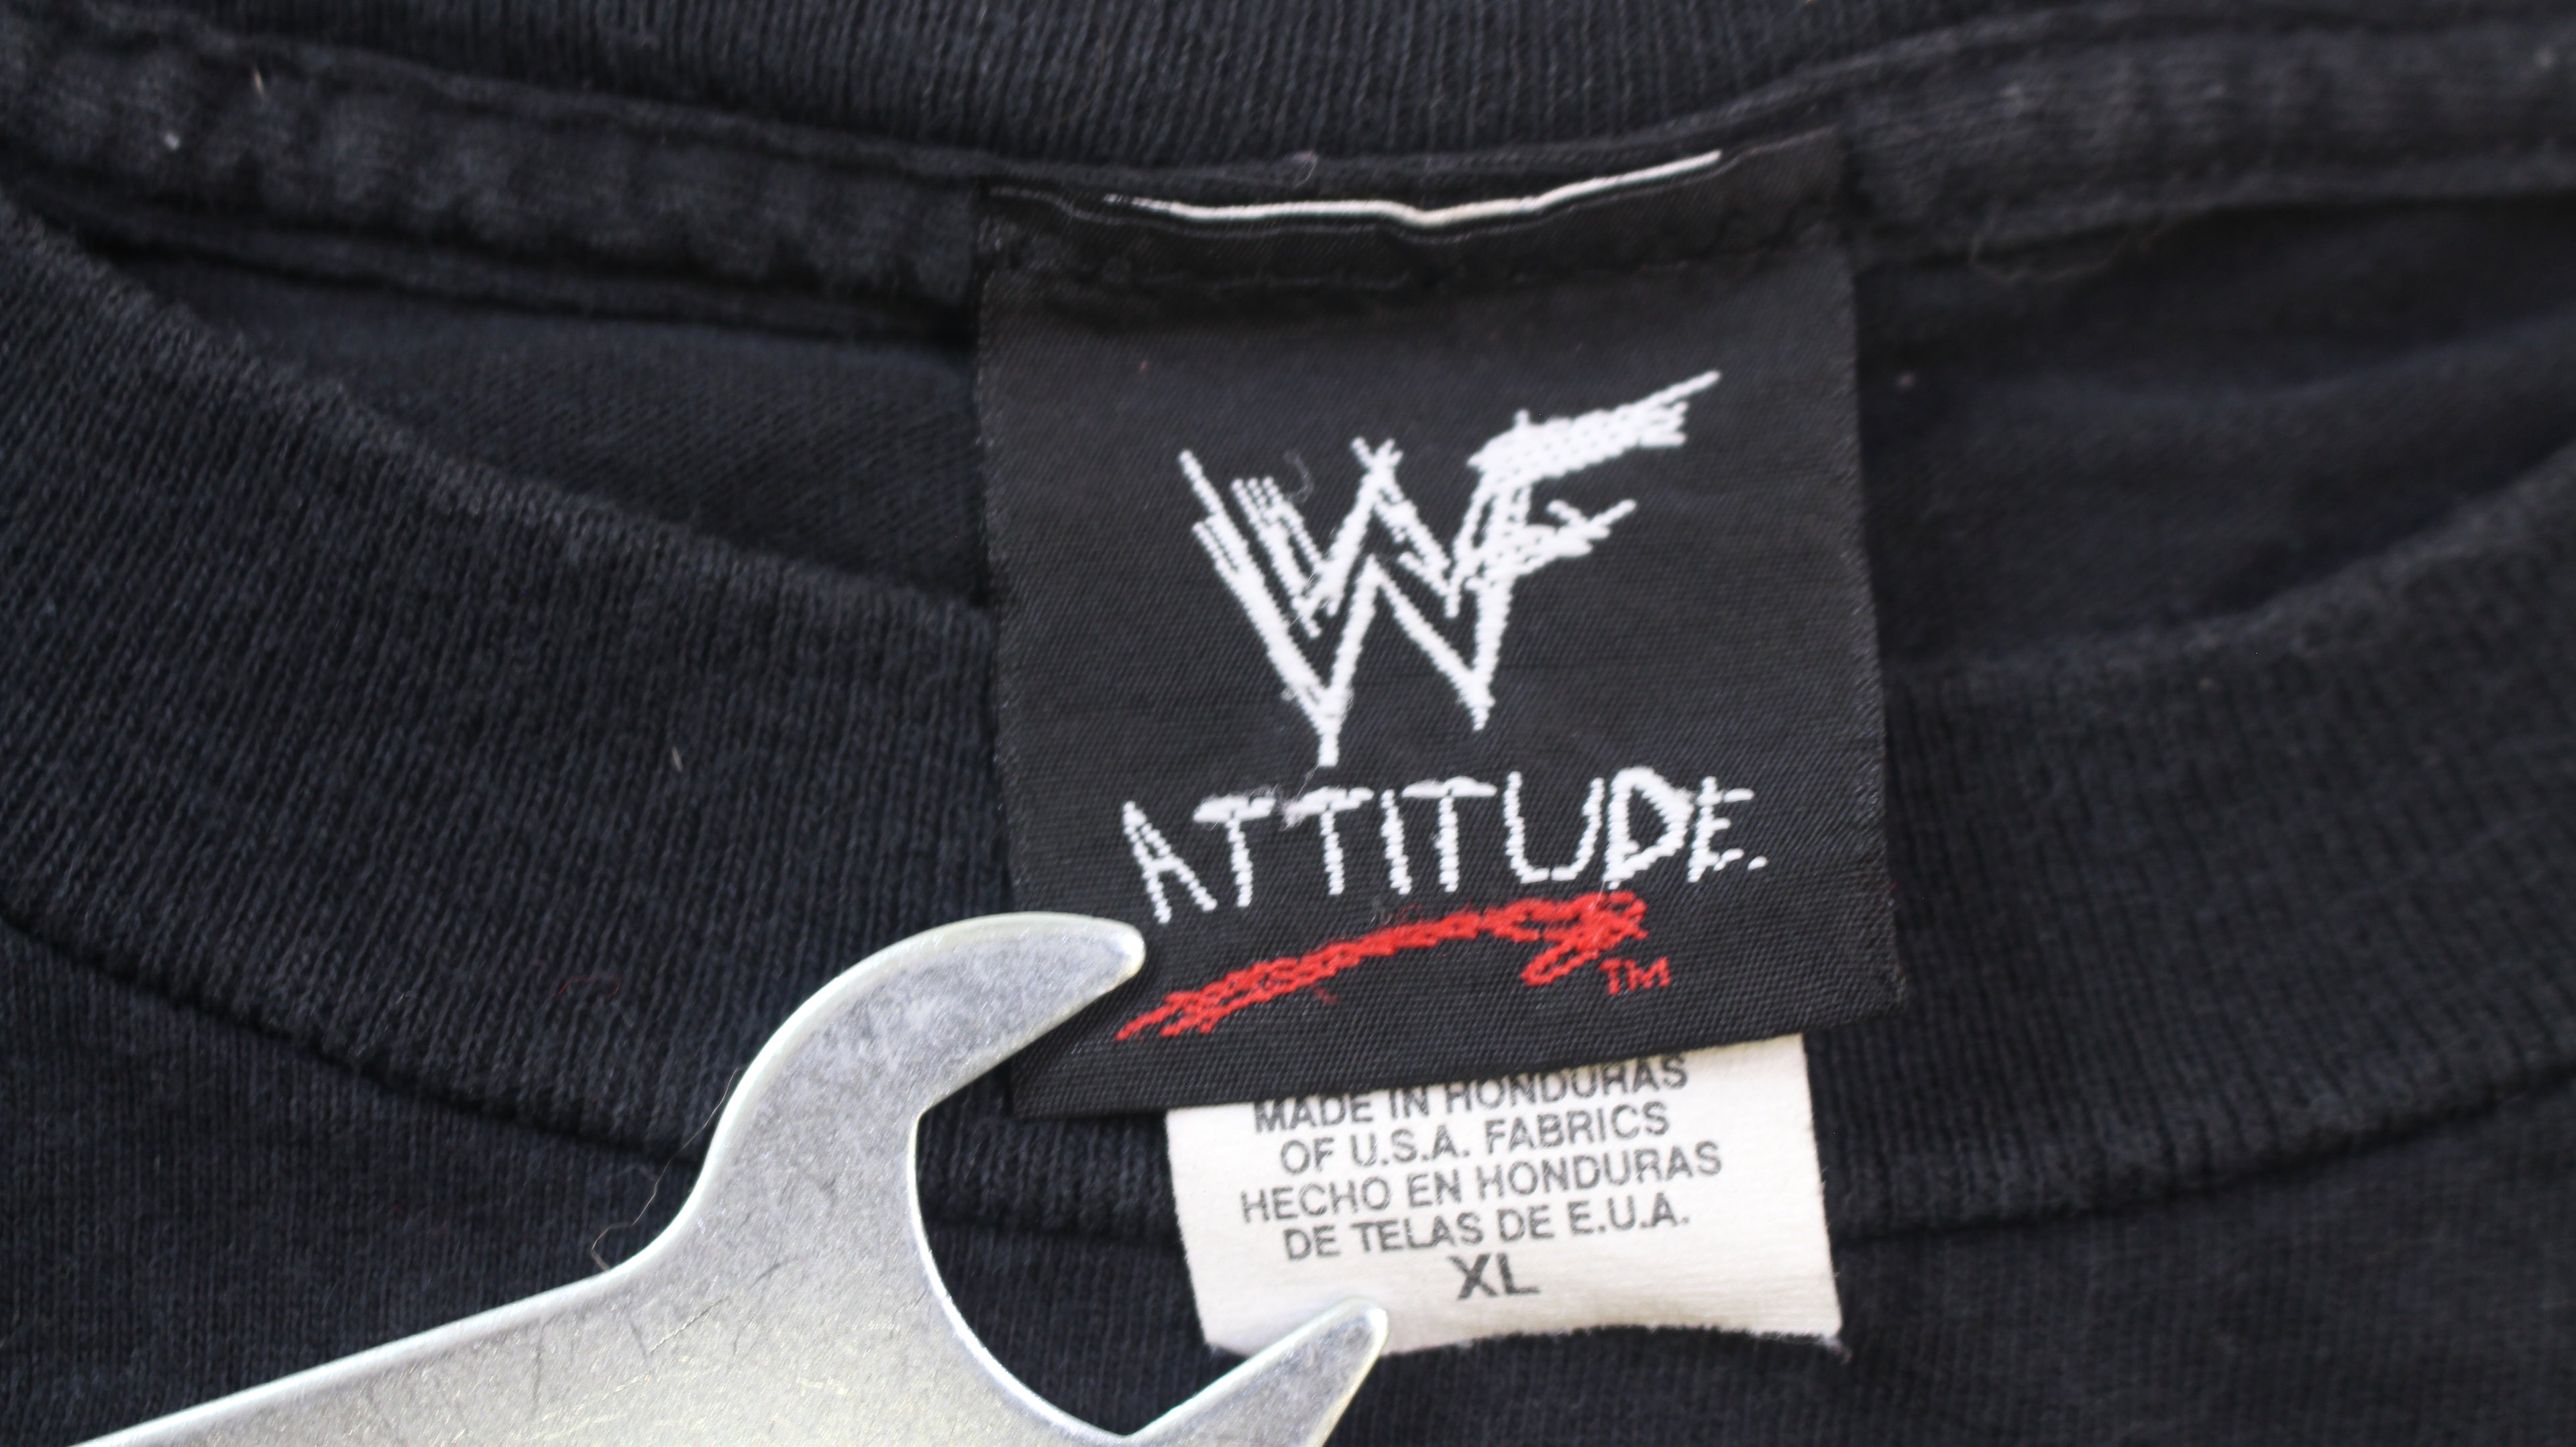 WF
ATTITUDE.
TM
MADE IN HONDURAS
OF U.S.A. FABRICS
HECHO EN HONDURAS
DE TELAS DE E.U.A.
XL